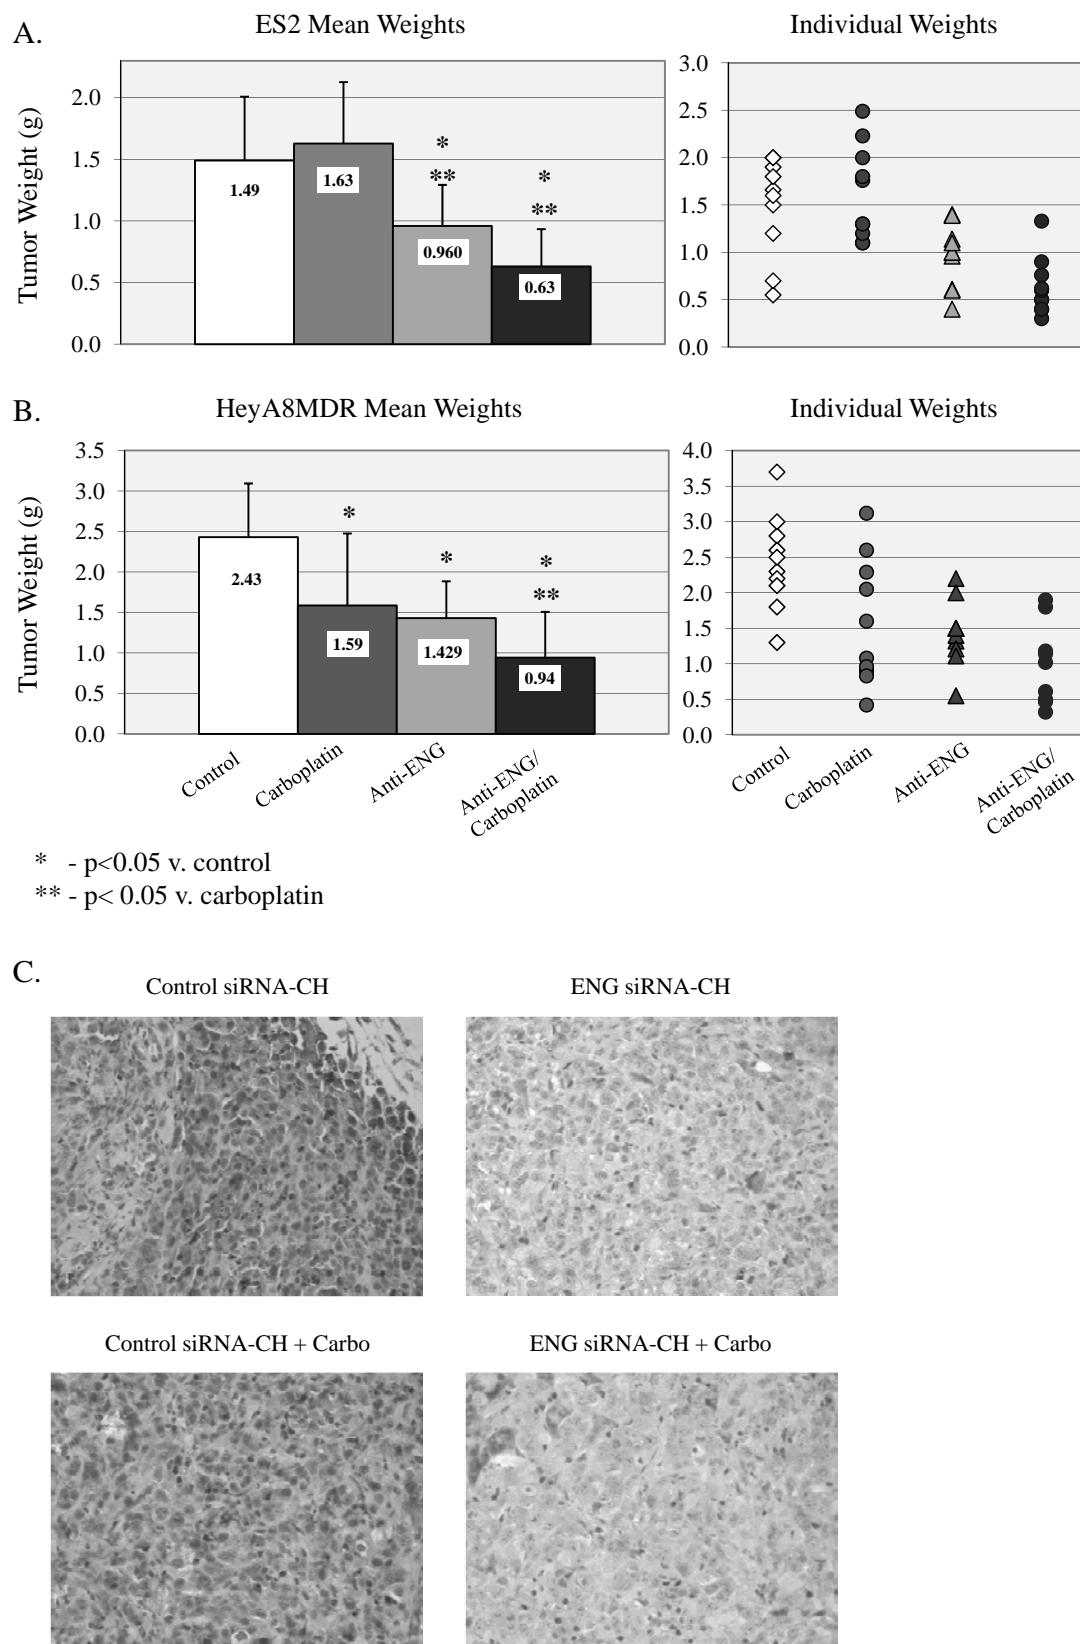 A.
ES2 Mean Weights
Individual Weights
Tumor Weight (g)
2.0
1.5
1.0
0.5
0.0
1.49
1.63
*
**
0.960
*
**
0.63
3.0
2.5
2.0
1.5
1.0
0.5
0.0
B.
HeyA8MDR Mean Weights
Individual Weights
Tumor Weight (g)
3.5
3.0
2.5
2.0
1.5
1.0
0.5
0.0
2.43
*
1.59
*
1.429
*
**
0.94
Control
Carboplatin
Anti-ENG
Anti-ENG/
Carboplatin
4.0
3.5
3.0
2.5
2.0
1.5
1.0
0.5
0.0
Control
Carboplatin
Anti-ENG
Anti-ENG/
Carboplatin
* - p<0.05 v. control
** - p< 0.05 v. carboplatin
C.
Control siRNA-CH
ENG siRNA-CH
Control siRNA-CH + Carbo
ENG siRNA-CH + Carbo